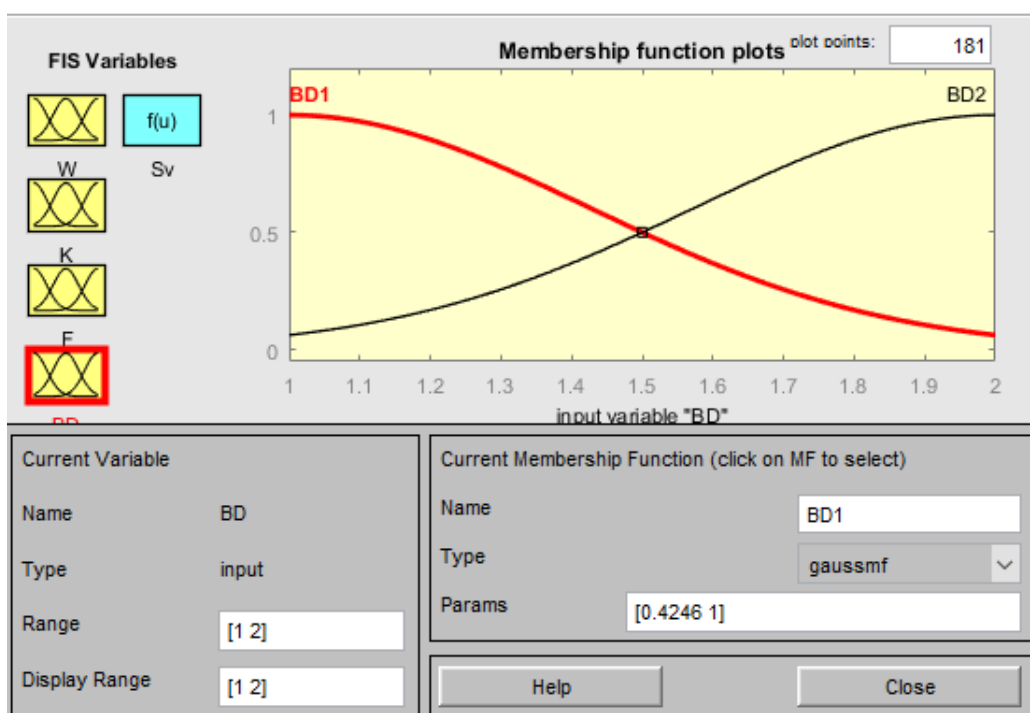 FIS Variables
Membership function plots
plot points:
181
f(u)
W
Sv
K
F
BD1
BD2
1
0.5
0
1
1.1
1.2
1.3
1.4
1.5
1.6
1.7
1.8
1.9
2
input variable "BD"
Current Variable
Name
BD
Type
input
Range
[1 2]
Display Range
[1 2]
Current Membership Function (click on MF to select)
Name
BD1
Type
gaussmf
Params
[0.4246 1]
Help
Close